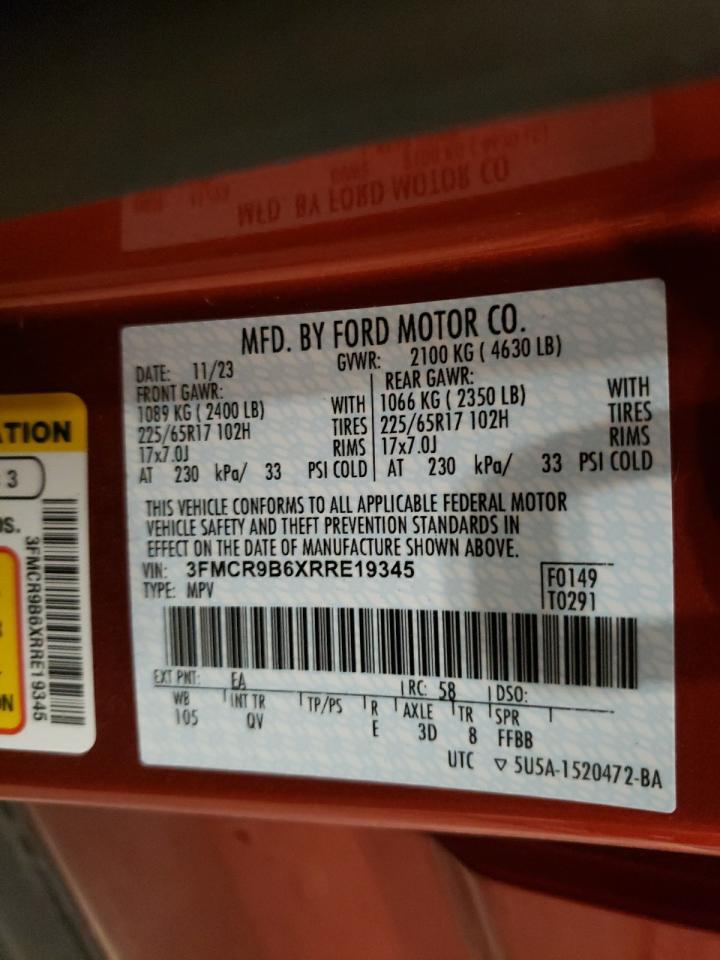 MFD. BY FORD MOTOR CO.
MFD. BY FORD MOTOR CO.
DATE: 11/23 GVWR: 2100 KG ( 4630 LB)
FRONT GAWR: REAR GAWR:
1089 KG ( 2400 LB) WITH 1066 KG ( 2350 LB) WITH
225/65R17 102H TIRES 225/65R17 102H TIRES
17x7.0J RIMS 17x7.0J RIMS
AT 230 kPa/ 33 PSI COLD AT 230 kPa/ 33 PSI COLD
THIS VEHICLE CONFORMS TO ALL APPLICABLE FEDERAL MOTOR
VEHICLE SAFETY AND THEFT PREVENTION STANDARDS IN
EFFECT ON THE DATE OF MANUFACTURE SHOWN ABOVE.
VIN: 3FMCR9B6XRRE19345 F0149
TYPE: MPV T0291
EXT PNT: EA RC: 58 DSO:
WB INT TR TP/PS R AXLE TR SPR
105 QV E 3D 8 FFBB
UTC ▽ 5U5A-1520472-BA
TION
3
S.
3FMCR9B6XRRE19345
N